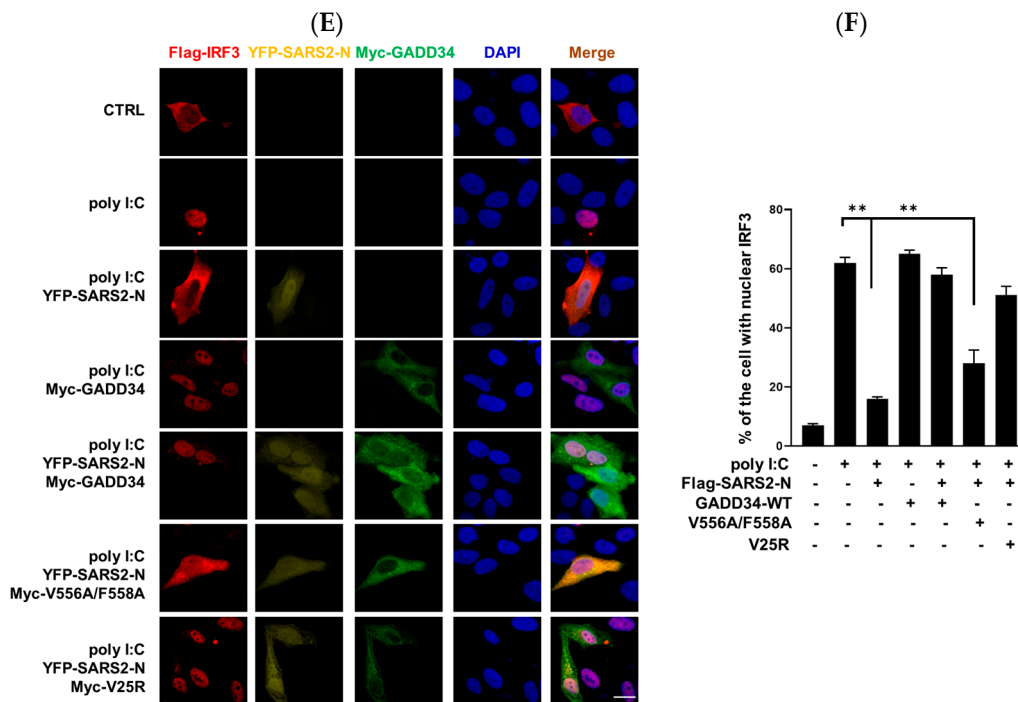 (E)
Flag-IRF3 YFP-SARS2-N Myc-GADD34 DAPI Merge
CTRL
poly I:C
poly I:C
YFP-SARS2-N
poly I:C
Myc-GADD34
poly I:C
YFP-SARS2-N
Myc-GADD34
poly I:C
YFP-SARS2-N
Myc-V556A/F558A
poly I:C
YFP-SARS2-N
Myc-V25R
(F)
% of the cell with nuclear IRF3
80
60
40
20
0
** **
poly I:C - + + + + + +
Flag-SARS2-N - - + - + + +
GADD34-WT - - - + + - -
V556A/F558A - - - - - + -
V25R - - - - - - +